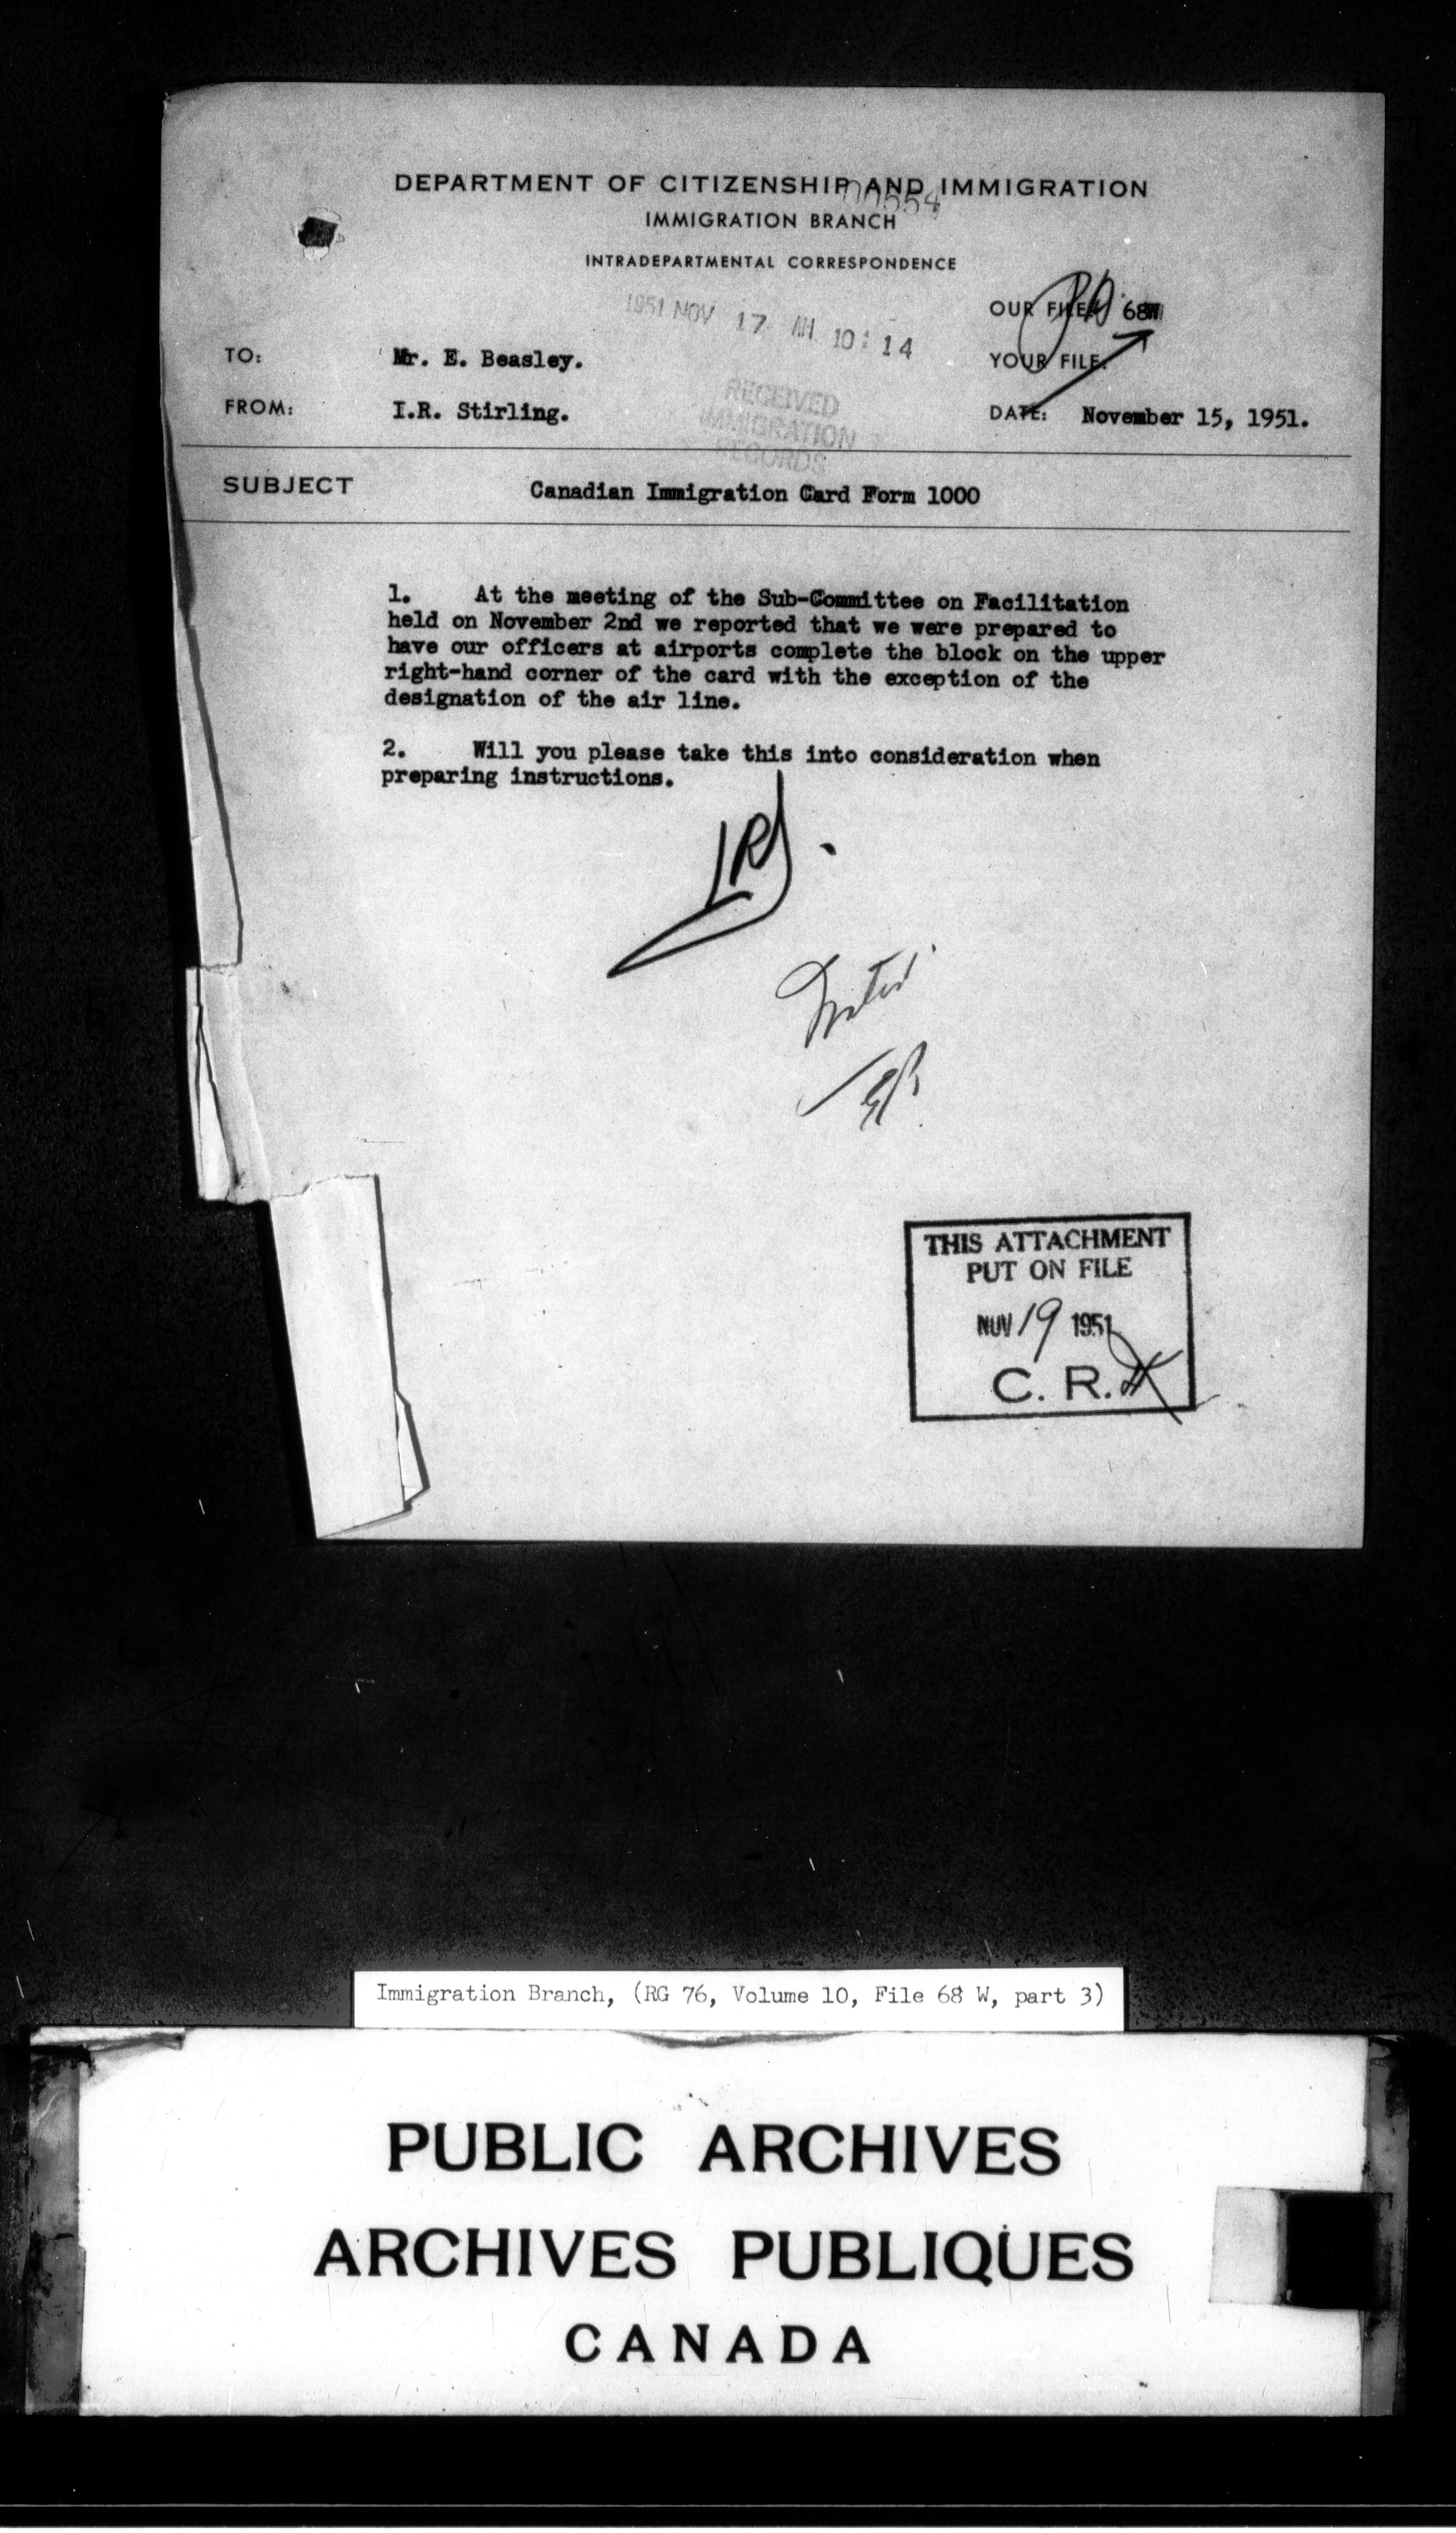 DEPARTMENT OF CITIZENSHIP AND IMMIGRATION
IMMIGRATION BRANCH
INTRADEPARTMENTAL CORRESPONDENCE
1951 NOV 17 AM 10:14
OUR FILE: 68W
TO: Mr. E. Beasley.
YOUR FILE:
RECEIVED
IMMIGRATION
RECORDS
FROM: I.R. Stirling.
DATE: November 15, 1951.
SUBJECT Canadian Immigration Card Form 1000
1. At the meeting of the Sub-Committee on Facilitation
held on November 2nd we reported that we were prepared to
have our officers at airports complete the block on the upper
right-hand corner of the card with the exception of the
designation of the air line.
2. Will you please take this into consideration when
preparing instructions.
IRS.
Noted
EB
THIS ATTACHMENT
PUT ON FILE
NOV 19 1951
C. R.
Immigration Branch, (RG 76, Volume 10, File 68 W, part 3)
PUBLIC ARCHIVES
ARCHIVES PUBLIQUES
CANADA